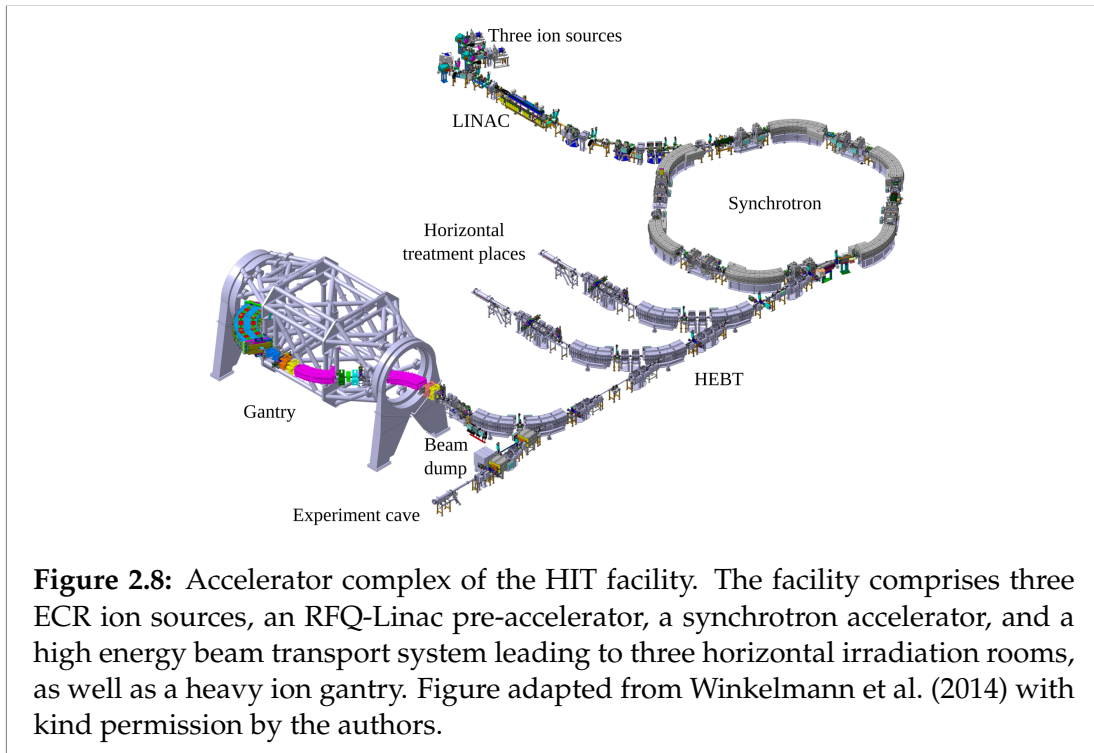 Three ion sources
LINAC
Synchrotron
Horizontal
treatment places
HEBT
Gantry
Beam
dump
Experiment cave
Figure 2.8: Accelerator complex of the HIT facility. The facility comprises three
ECR ion sources, an RFQ-Linac pre-accelerator, a synchrotron accelerator, and a
high energy beam transport system leading to three horizontal irradiation rooms,
as well as a heavy ion gantry. Figure adapted from Winkelmann et al. (2014) with
kind permission by the authors.